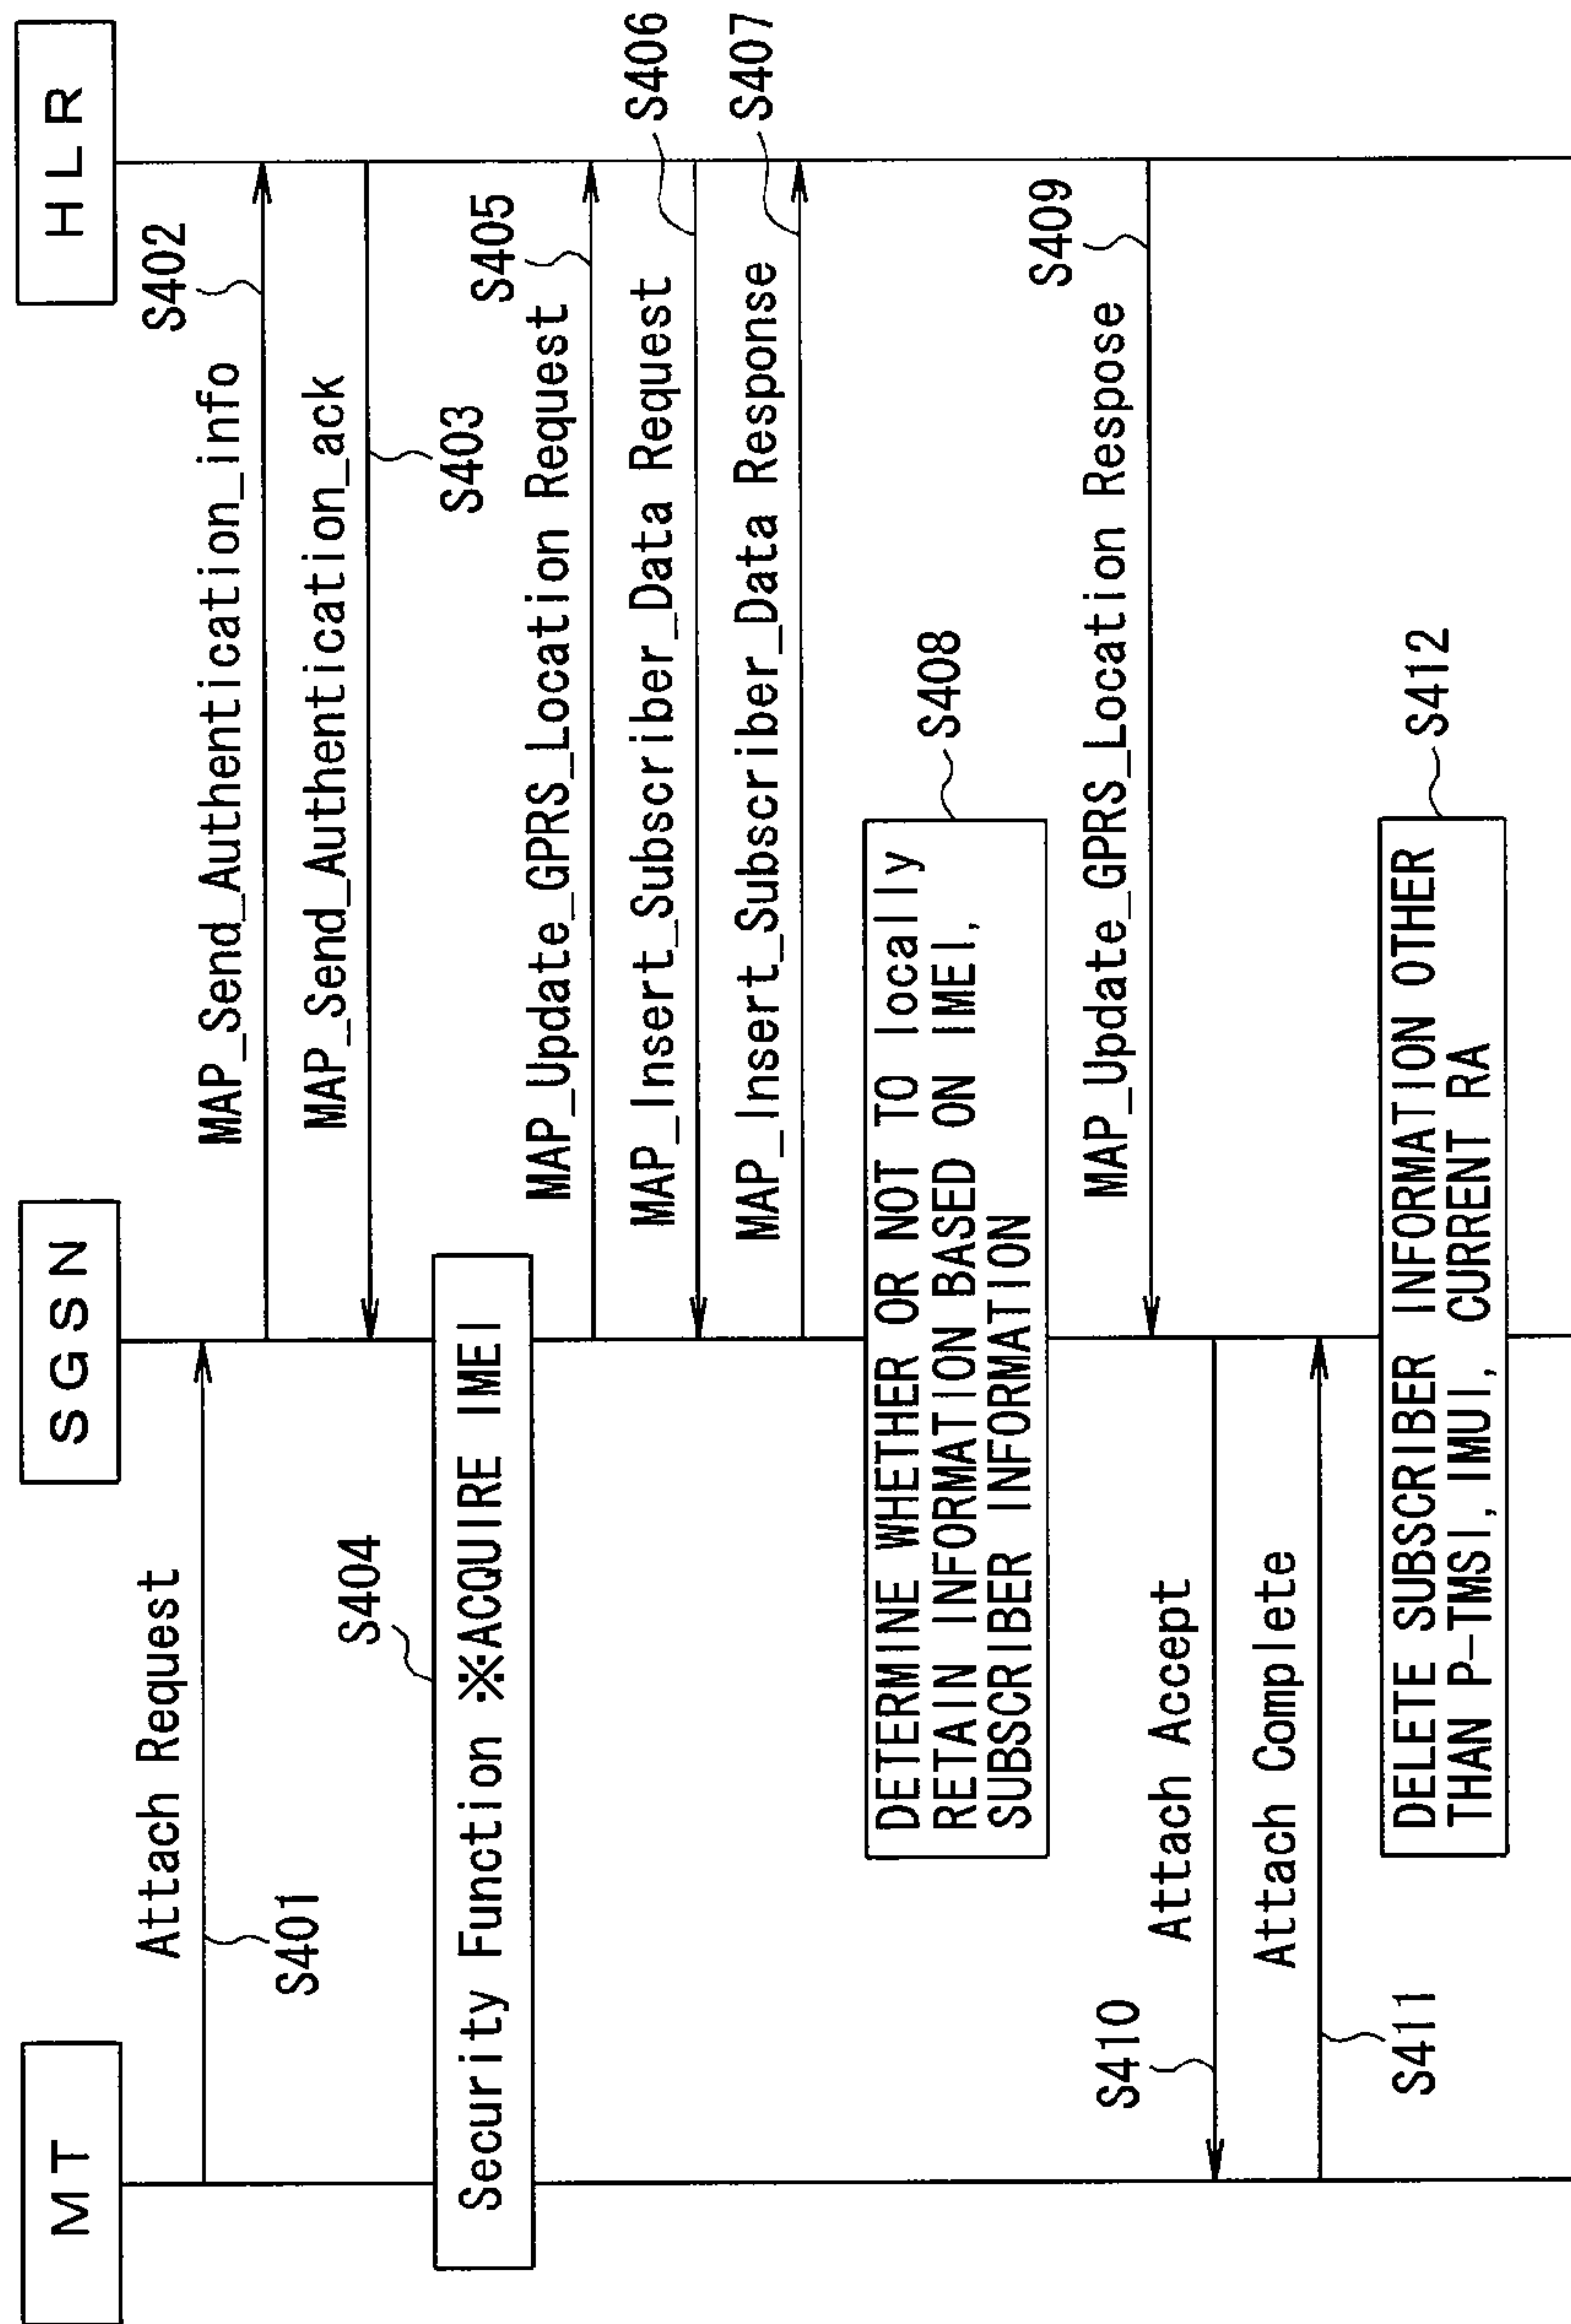 MT
SGSN
HLR
Attach Request
S401
MAP_Send_Authentication_info
S402
MAP_Send_Authentication_ack
S403
Security Function ※ACQUIRE IMEI
S404
MAP_Update_GPRS_Location Request
S405
MAP_Insert_Subscriber_Data Request
S406
MAP_Insert_Subscriber_Data Response
S407
DETERMINE WHETHER OR NOT TO locally
RETAIN INFORMATION BASED ON IMEI,
SUBSCRIBER INFORMATION
S408
MAP_Update_GPRS_Location Respose
S409
Attach Accept
S410
Attach Complete
S411
DELETE SUBSCRIBER INFORMATION OTHER
THAN P-TMSI, IMUI, CURRENT RA
S412